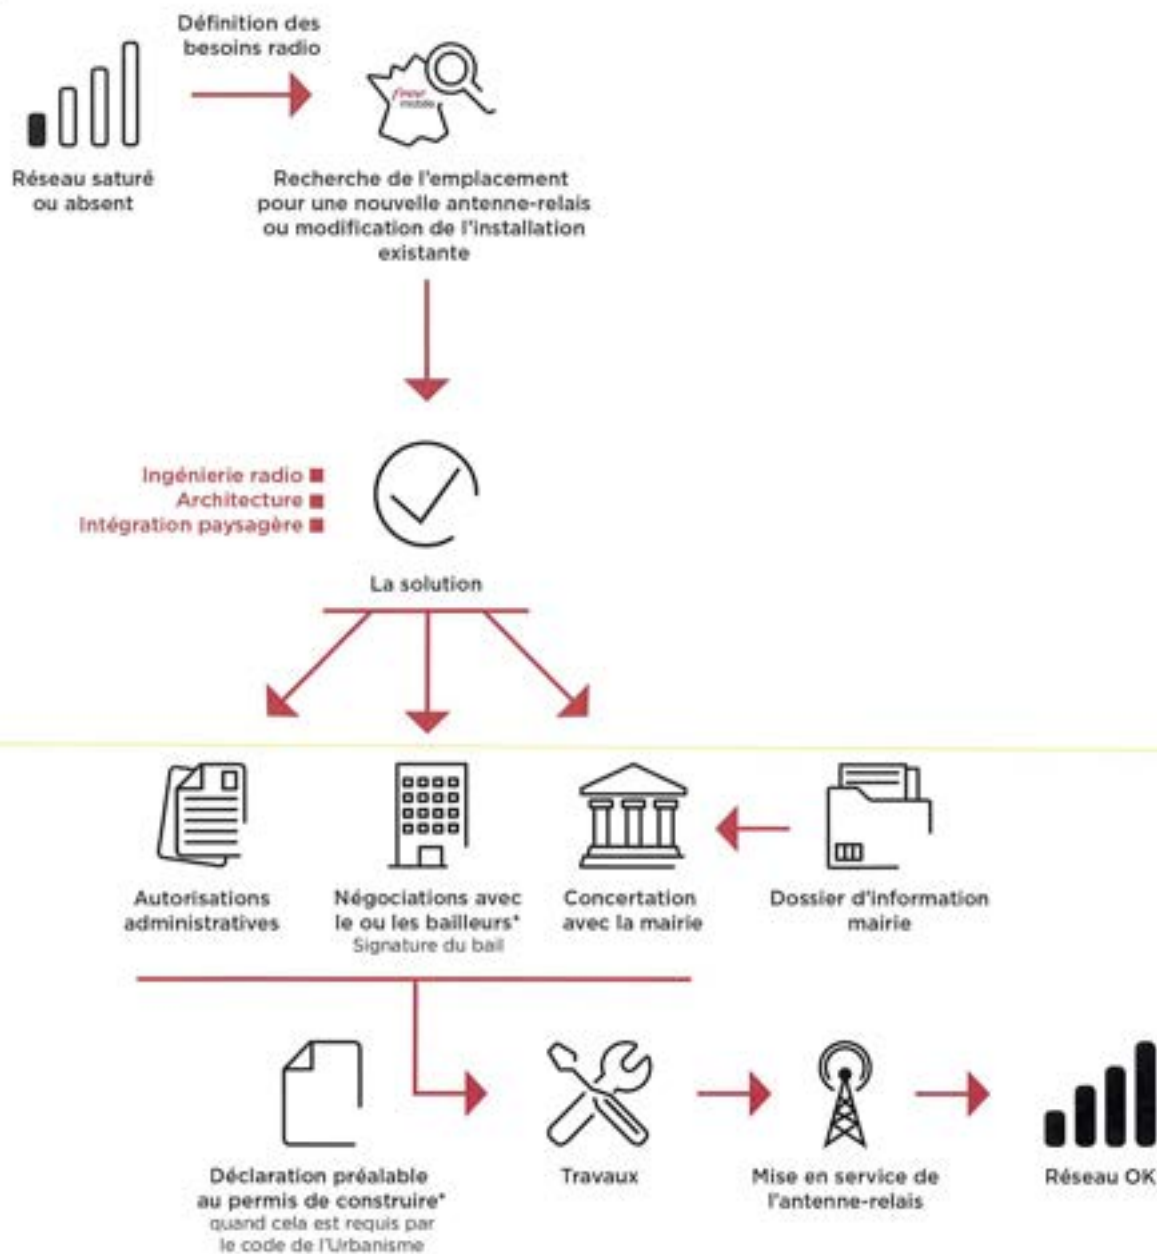 Définition des
besoins radio
Réseau saturé
ou absent
free
mobile
Recherche de l'emplacement
pour une nouvelle antenne-relais
ou modification de l'installation
existante
Ingénierie radio
Architecture
Intégration paysagère
La solution
Autorisations
administratives
Négociations avec
le ou les bailleurs*
Signature du bail
Concertation
avec la mairie
Dossier d'information
mairie
Déclaration préalable
au permis de construire*
quand cela est requis par
le code de l'Urbanisme
Travaux
Mise en service de
l'antenne-relais
Réseau OK